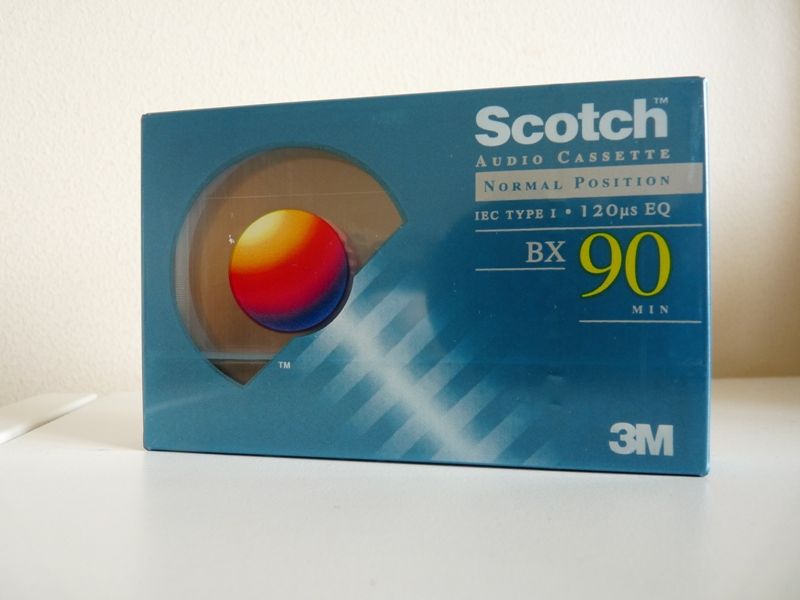 Scotch™
AUDIO CASSETTE
NORMAL POSITION
IEC TYPE I • 120µs EQ
BX 90
MIN
TM
3M